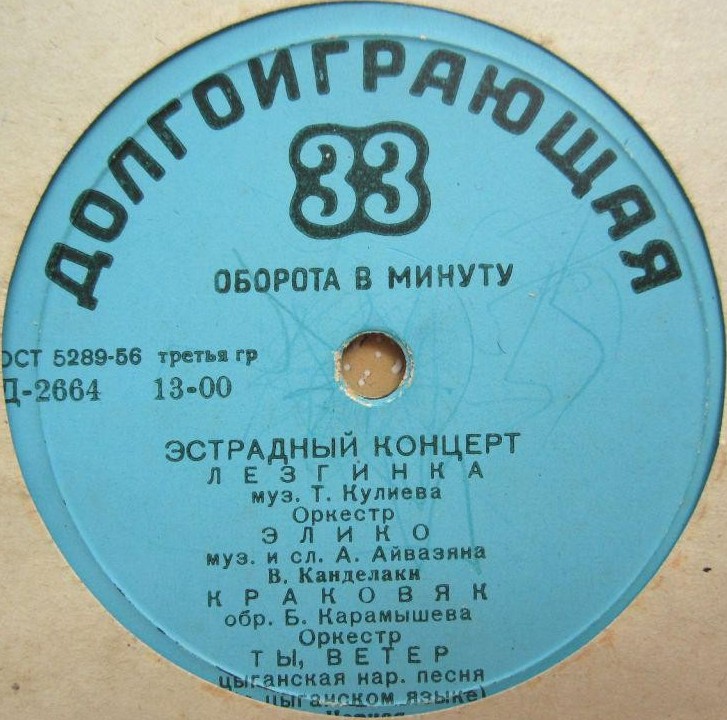 ДОЛГОИГРАЮЩАЯ
33
ОБОРОТА В МИНУТУ
ОСТ 5289-56 третья гр
Д-2664 13-00
ЭСТРАДНЫЙ КОНЦЕРТ
ЛЕЗГИНКА
муз. Т. Кулиева
Оркестр
ЭЛИКО
муз. и сл. А. Айвазяна
В. Канделаки
КРАКОВЯК
обр. Б. Карамышева
Оркестр
ТЫ, ВЕТЕР
цыганская нар. песня
цыганском языке)